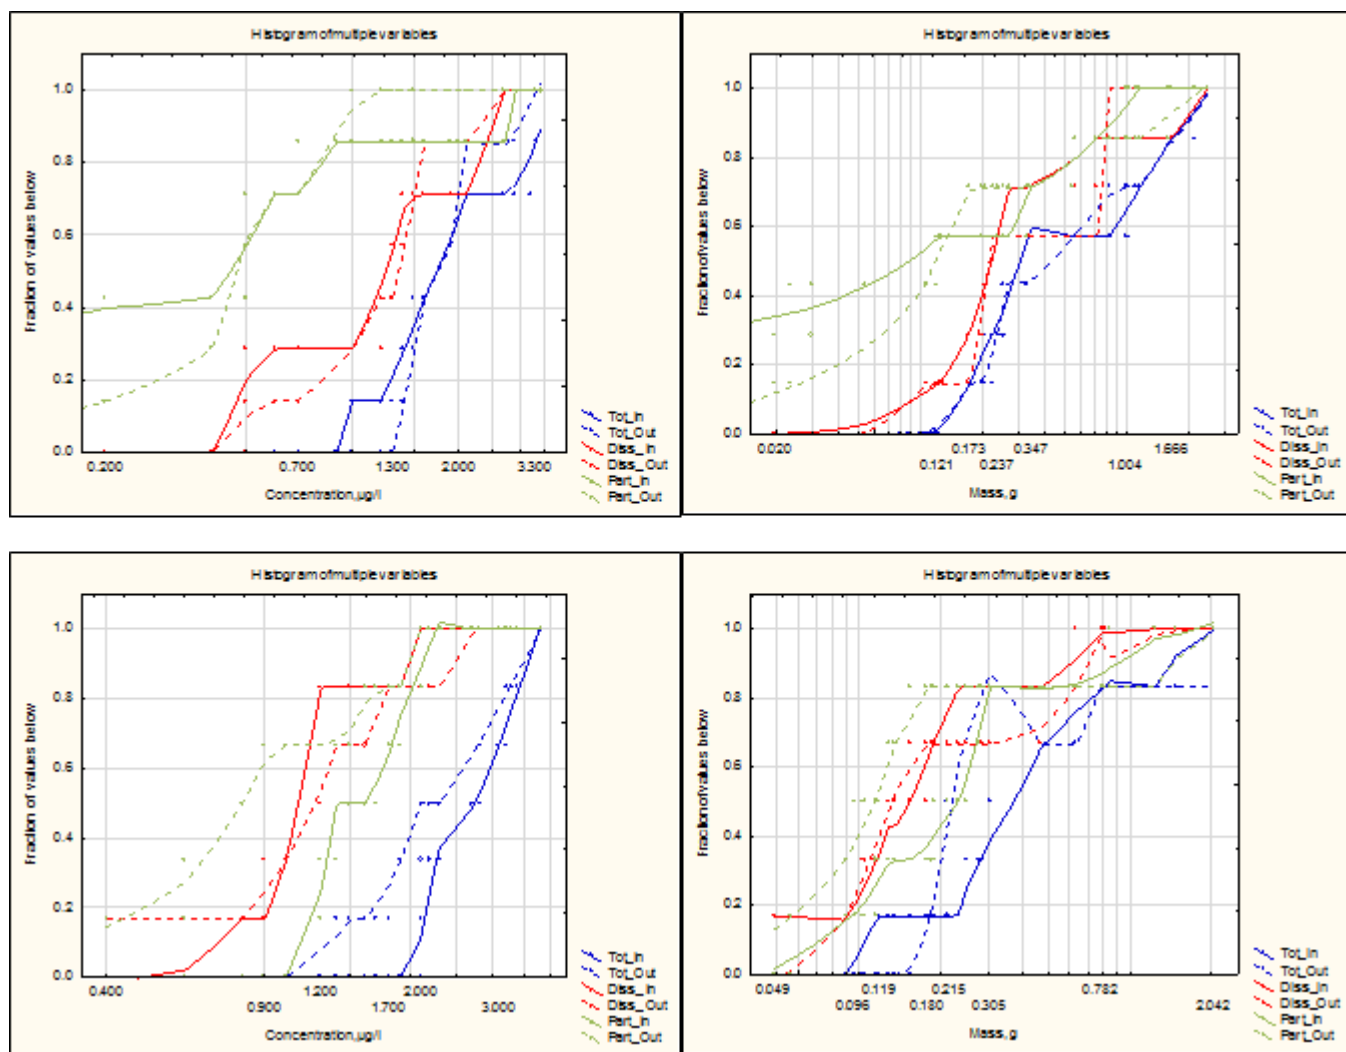 Histogram of multiple variables
Fraction of values below
1.0
0.8
0.6
0.4
0.2
0.0
0.200
1.300
2.000
3.300
0.700
Concentration, µg/l
Tot_In
Tot_Out
Diss_In
Diss_Out
Part_In
Part_Out
Histogram of multiple variables
Fraction of values below
1.0
0.8
0.6
0.4
0.2
0.0
0.020
0.173
0.347
1.666
0.121
0.237
1.004
Mass, g
Tot_In
Tot_Out
Diss_In
Diss_Out
Part_In
Part_Out
Histogram of multiple variables
Fraction of values below
1.0
0.8
0.6
0.4
0.2
0.0
0.400
1.200
2.000
0.900
1.700
3.000
Concentration, µg/l
Tot_In
Tot_Out
Diss_In
Diss_Out
Part_In
Part_Out
Histogram of multiple variables
Fraction of values below
1.0
0.8
0.6
0.4
0.2
0.0
0.049
0.119
0.215
0.782
0.096
0.180
0.305
2.042
Mass, g
Tot_In
Tot_Out
Diss_In
Diss_Out
Part_In
Part_Out